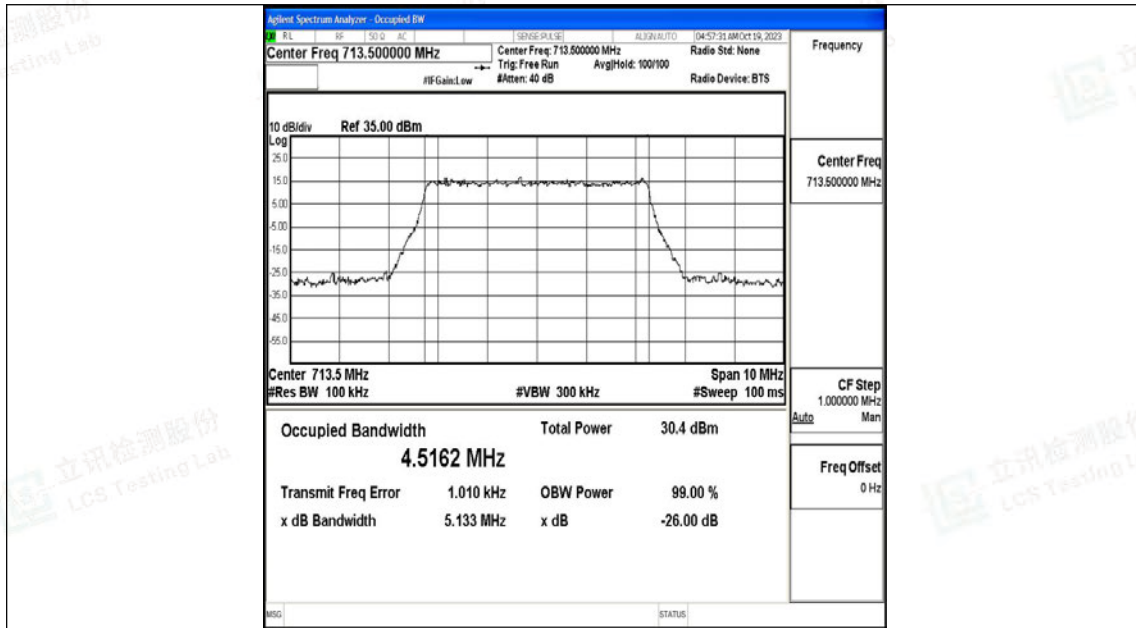 Agilent Spectrum Analyzer - Occupied BW
RL RF 50 Ω AC SENSE:PULSE ALIGNAUTO 04:57:31 AM Oct 19, 2023
Center Freq 713.500000 MHz
Center Freq: 713.500000 MHz
Radio Std: None
Trig: Free Run
Avg|Hold: 100/100
#IFGain:Low
#Atten: 40 dB
Radio Device: BTS
Frequency
10 dB/div
Ref 35.00 dBm
Log
25.0
15.0
5.00
-5.00
-15.0
-25.0
-35.0
-45.0
-55.0
Center 713.5 MHz
Span 10 MHz
#Res BW 100 kHz
#VBW 300 kHz
#Sweep 100 ms
Center Freq
713.500000 MHz
CF Step
1.000000 MHz
Auto Man
Freq Offset
0 Hz
Occupied Bandwidth
4.5162 MHz
Total Power 30.4 dBm
Transmit Freq Error 1.010 kHz
OBW Power 99.00 %
x dB Bandwidth 5.133 MHz
x dB -26.00 dB
MSG
STATUS
立讯检测股份
LCS Testing Lab
立讯检测股份
LCS Testing L
测股份
sting Lab
立